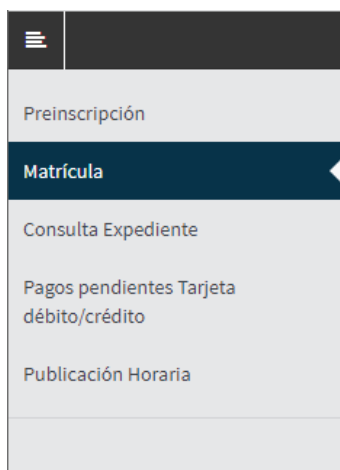 Preinscripción
Matrícula
Consulta Expediente
Pagos pendientes Tarjeta
débito/crédito
Publicación Horaria